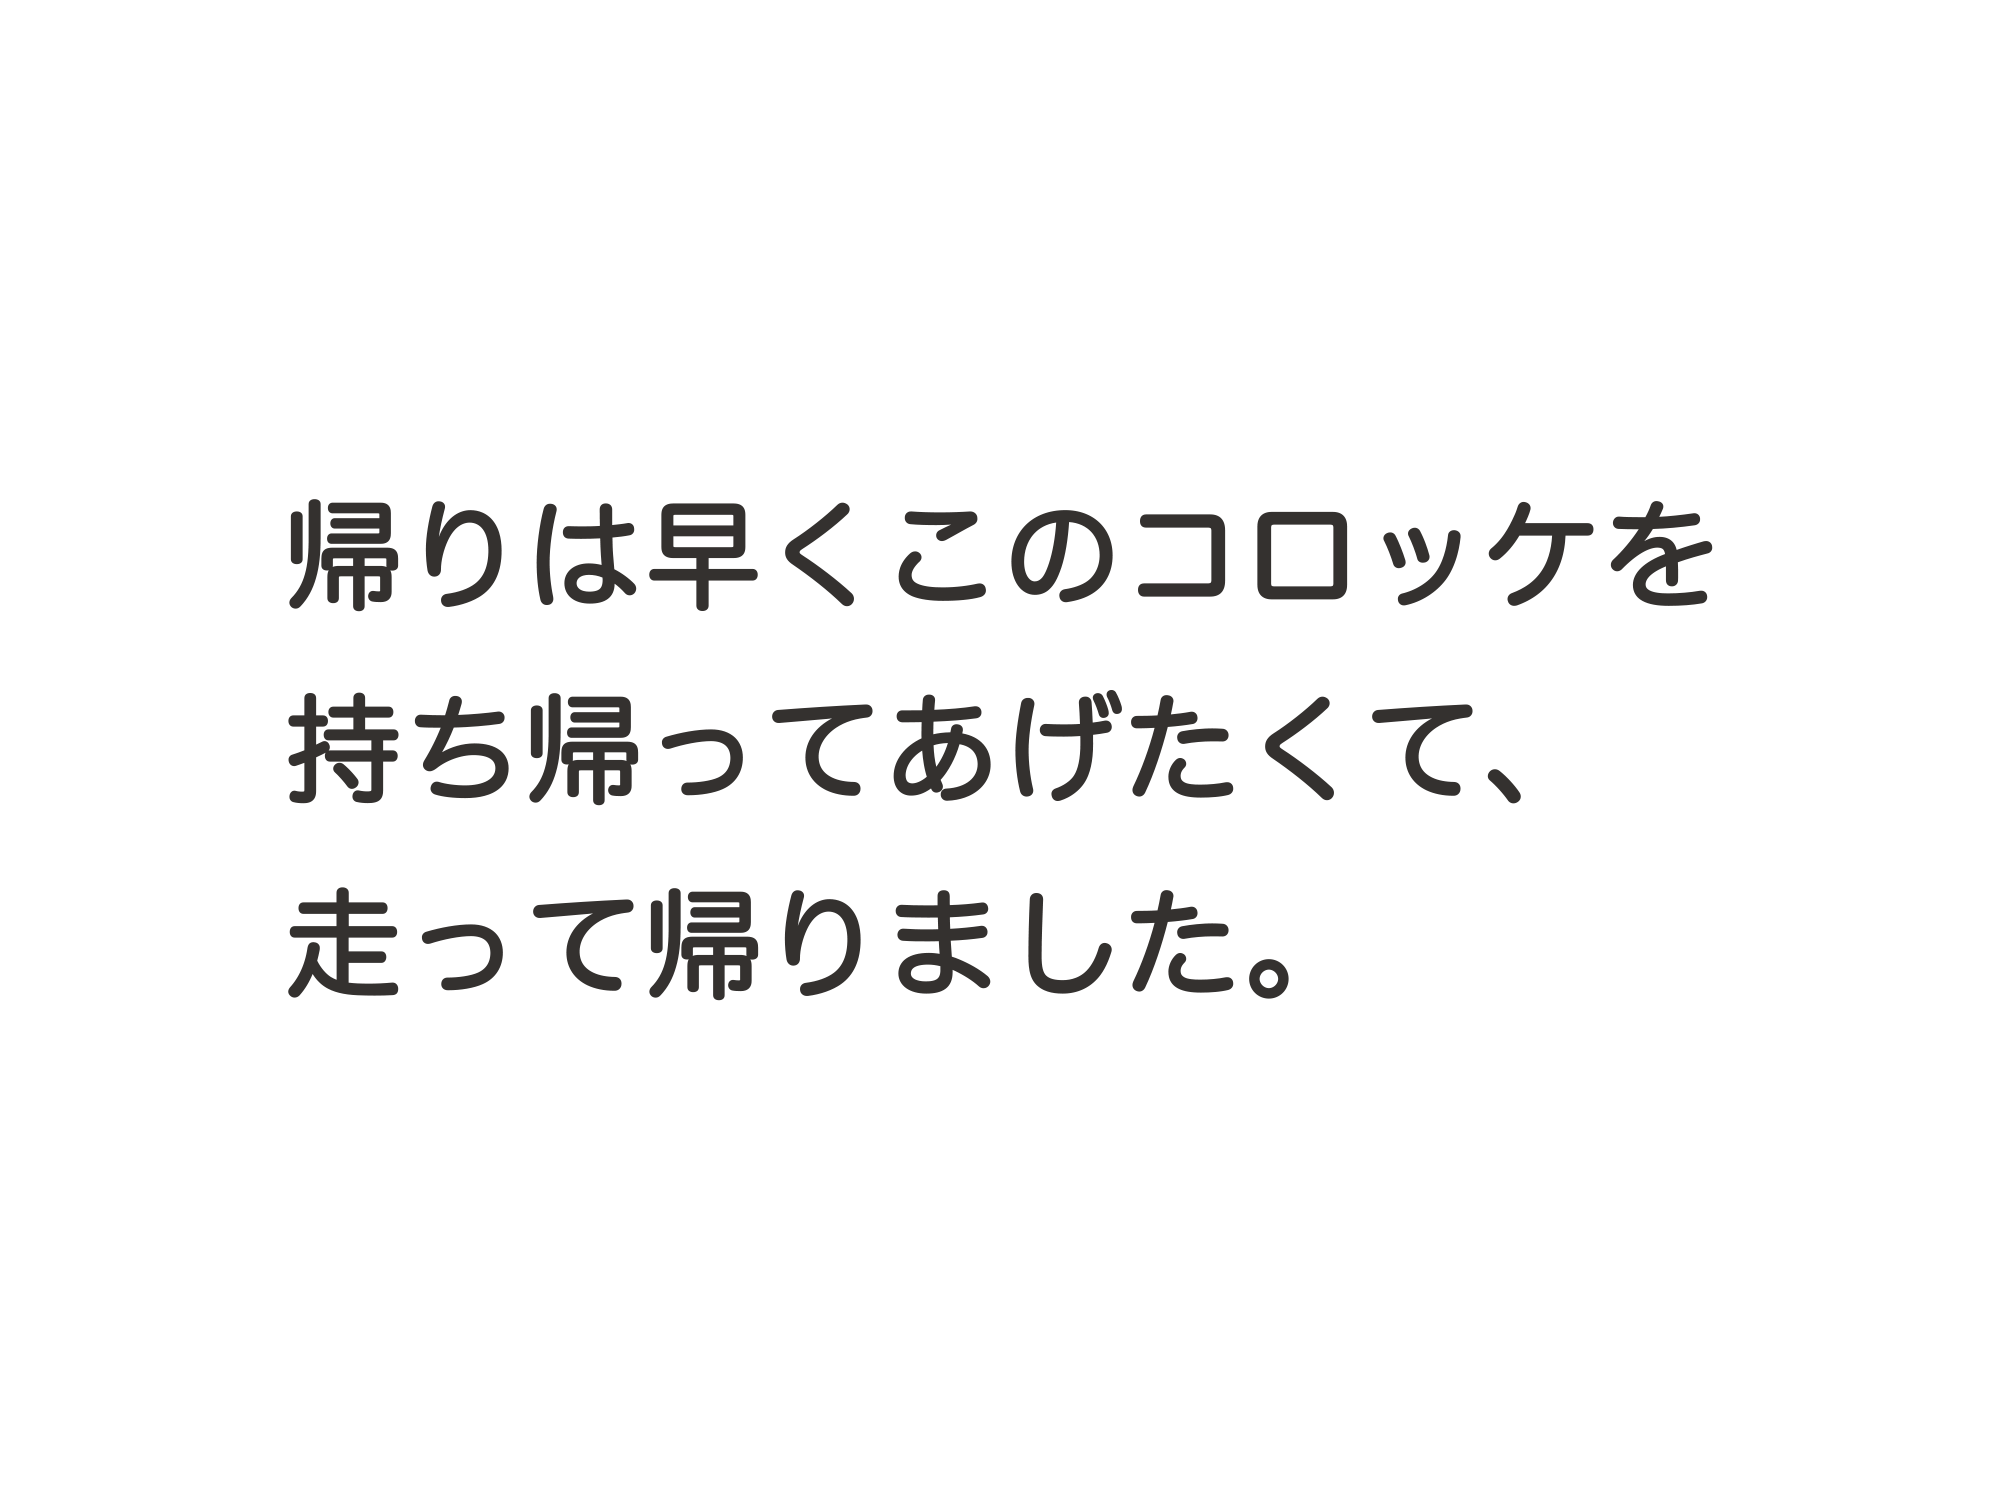 帰りは早くこのコロッケを
持ち帰ってあげたくて、
走って帰りました。